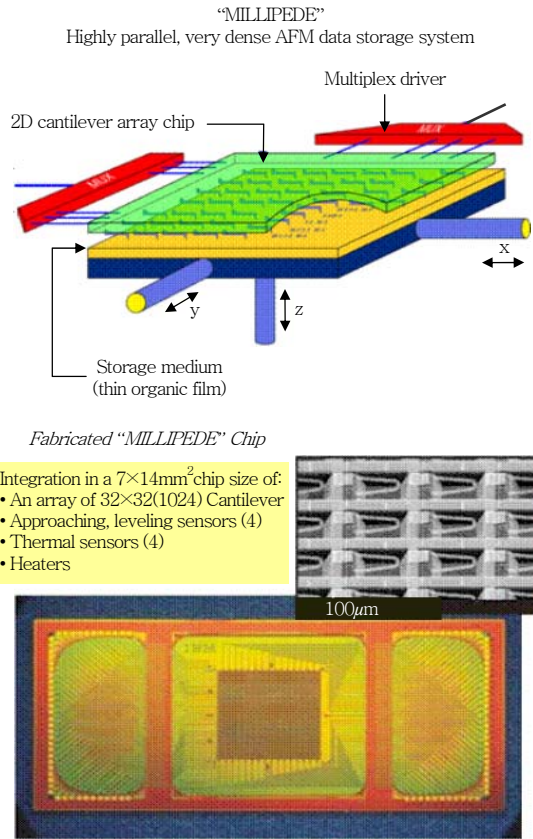 “MILLIPEDE”
Highly parallel, very dense AFM data storage system
Multiplex driver
2D cantilever array chip
MUX
MUX
x
y
z
Storage medium
(thin organic film)
Fabricated “MILLIPEDE” Chip
Integration in a 7×14mm² chip size of:
• An array of 32×32(1024) Cantilever
• Approaching, leveling sensors (4)
• Thermal sensors (4)
• Heaters
100μm